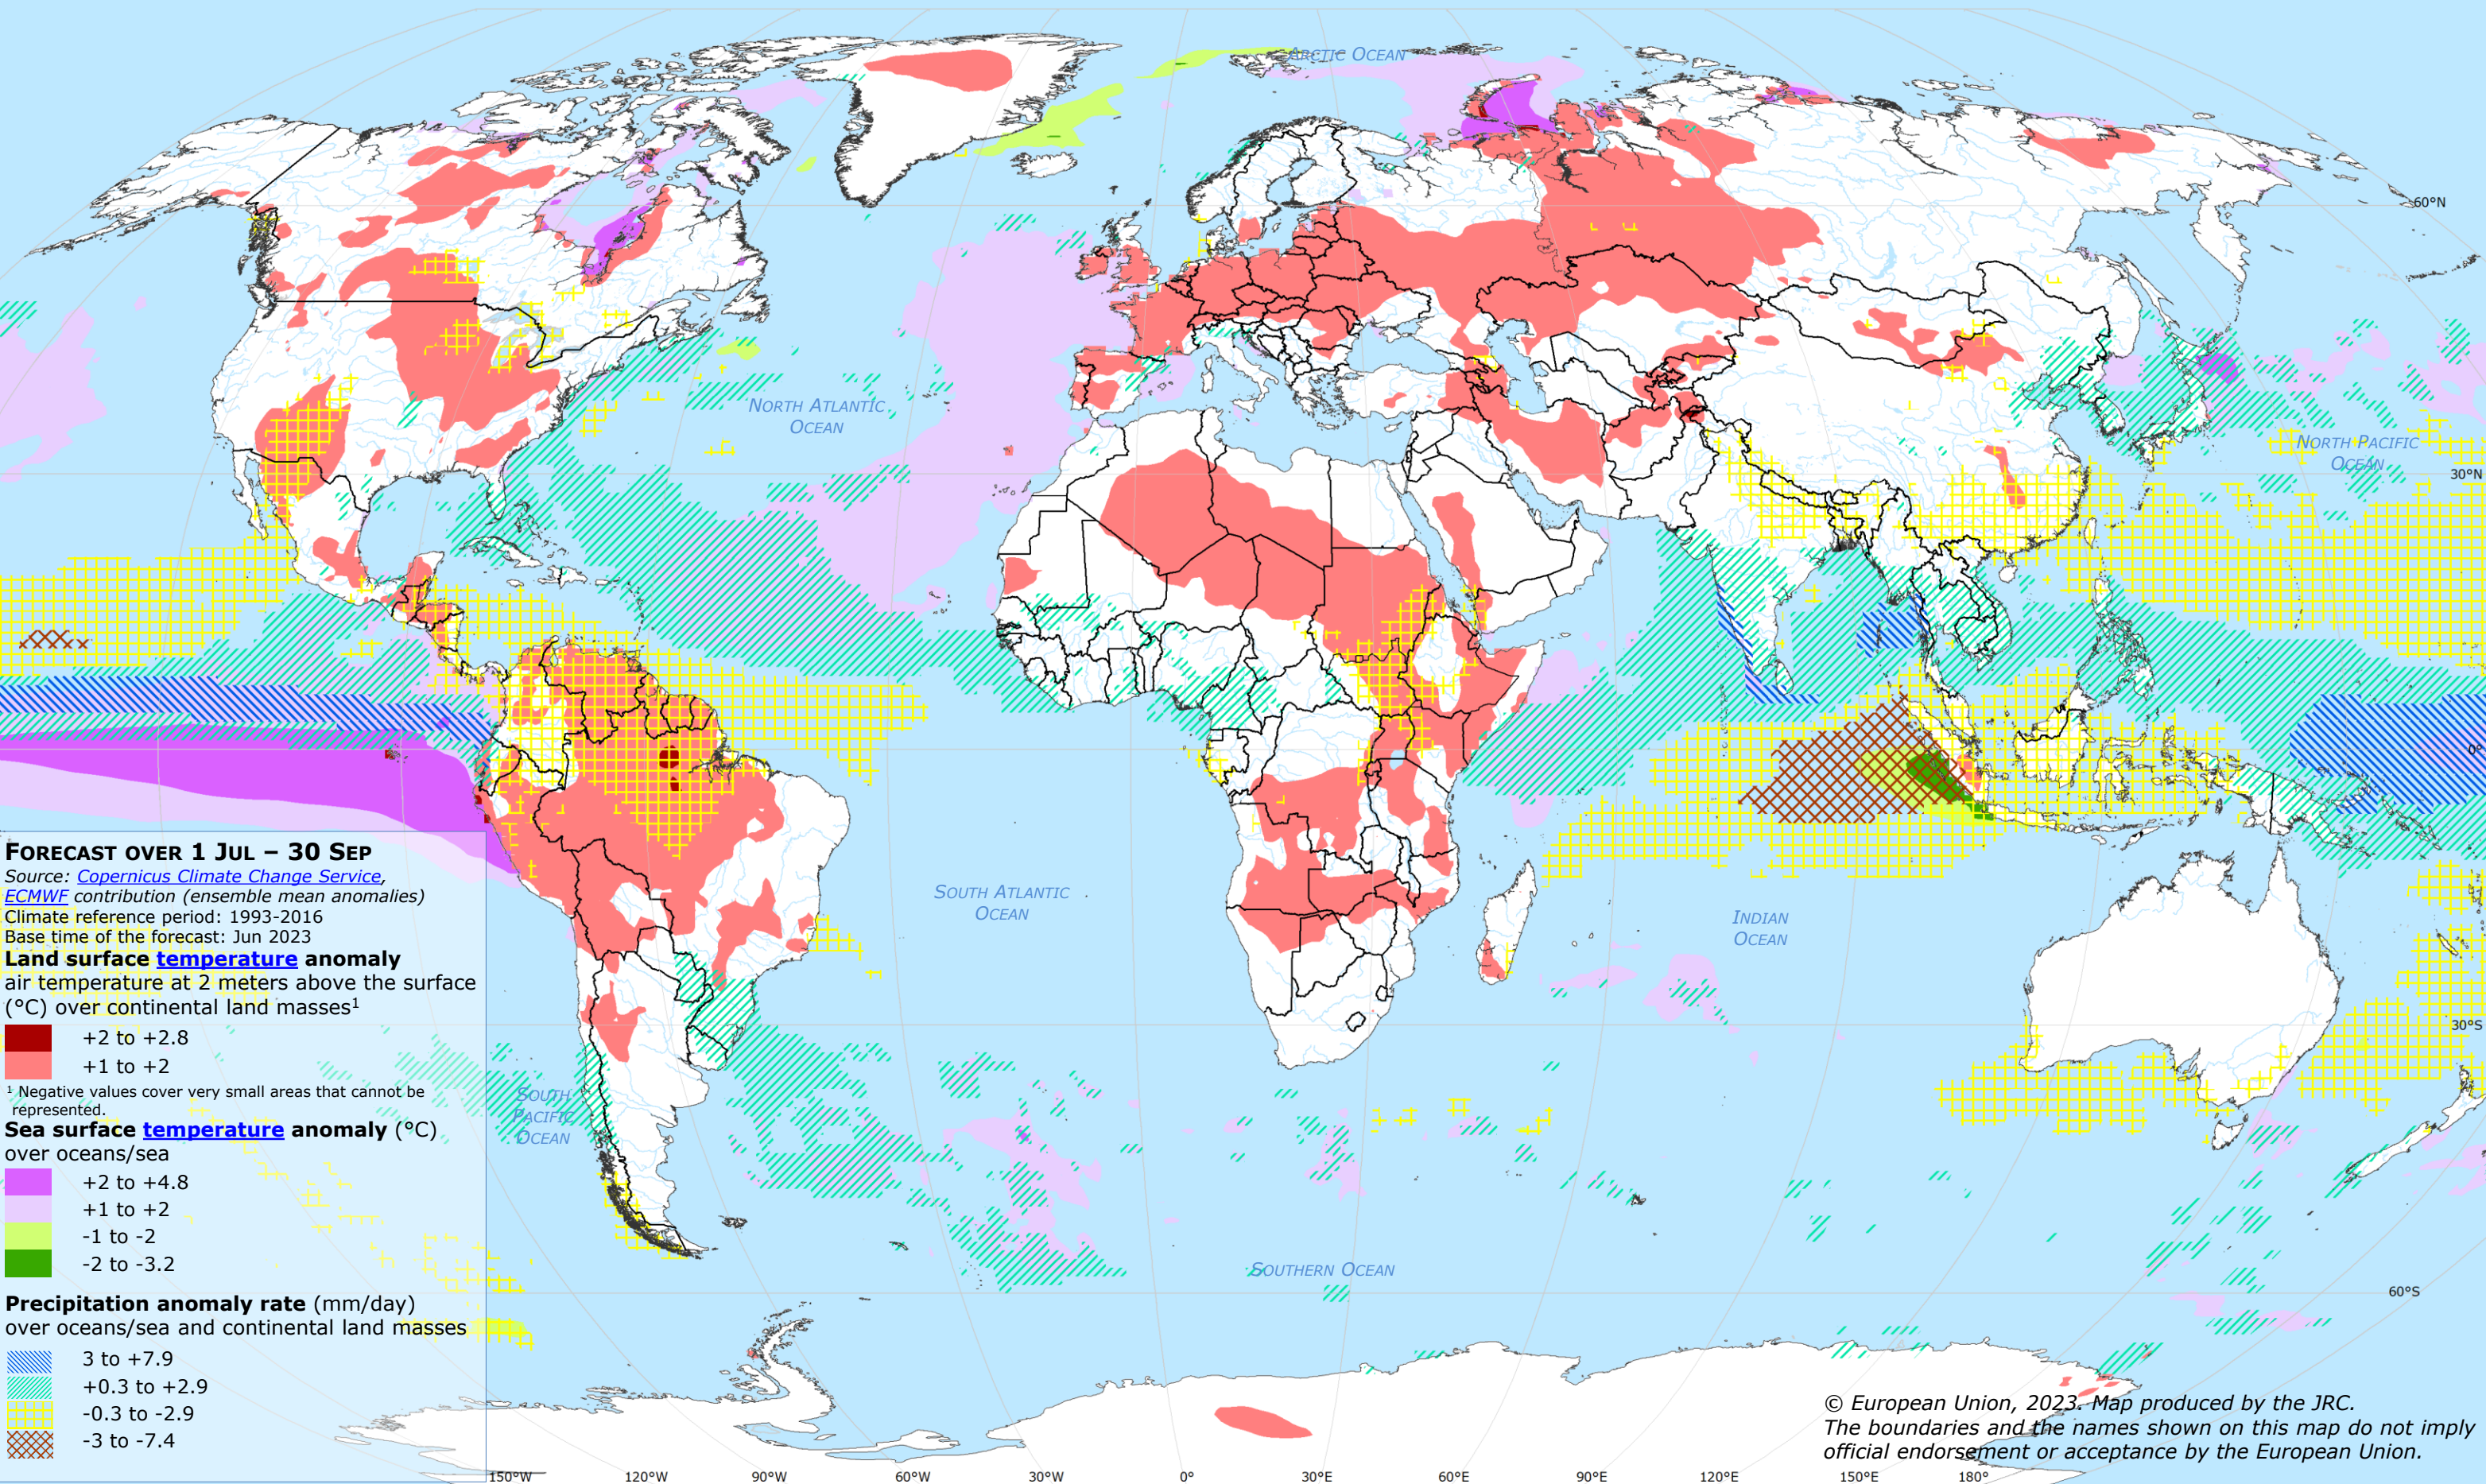 ARCTIC OCEAN
60°N
NORTH ATLANTIC
OCEAN
NORTH PACIFIC
OCEAN
30°N
0°
FORECAST OVER 1 JUL – 30 SEP
Source: Copernicus Climate Change Service,
ECMWF contribution (ensemble mean anomalies)
Climate reference period: 1993-2016
Base time of the forecast: Jun 2023
Land surface temperature anomaly
air temperature at 2 meters above the surface
(°C) over continental land masses¹
+2 to +2.8
+1 to +2
¹ Negative values cover very small areas that cannot be
represented.
Sea surface temperature anomaly (°C)
over oceans/sea
+2 to +4.8
+1 to +2
-1 to -2
-2 to -3.2
Precipitation anomaly rate (mm/day)
over oceans/sea and continental land masses
3 to +7.9
+0.3 to +2.9
-0.3 to -2.9
-3 to -7.4
SOUTH ATLANTIC
OCEAN
INDIAN
OCEAN
30°S
SOUTH
PACIFIC
OCEAN
SOUTHERN OCEAN
60°S
© European Union, 2023. Map produced by the JRC.
The boundaries and the names shown on this map do not imply
official endorsement or acceptance by the European Union.
150°W 120°W 90°W 60°W 30°W 0° 30°E 60°E 90°E 120°E 150°E 180°